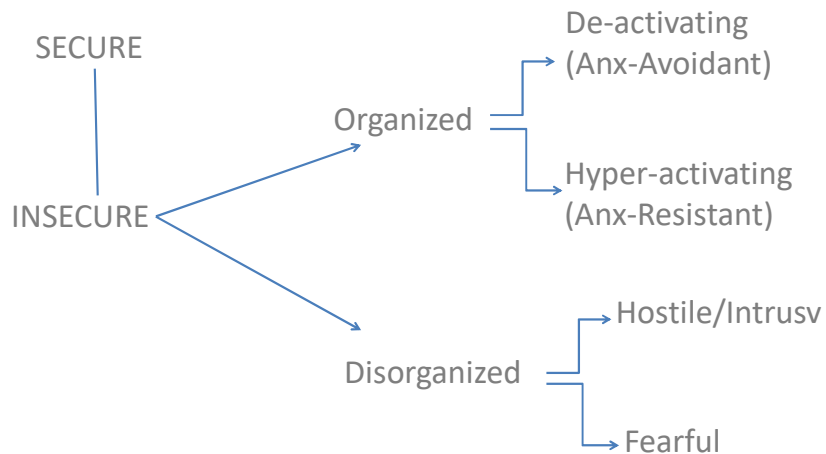 SECURE
INSECURE
Organized
De-activating
(Anx-Avoidant)
Hyper-activating
(Anx-Resistant)
Disorganized
Hostile/Intrusv
Fearful